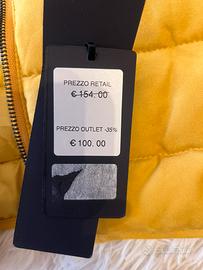 PREZZO RETAIL
€ 154.00
PREZZO OUTLET -35%
€ 100.00